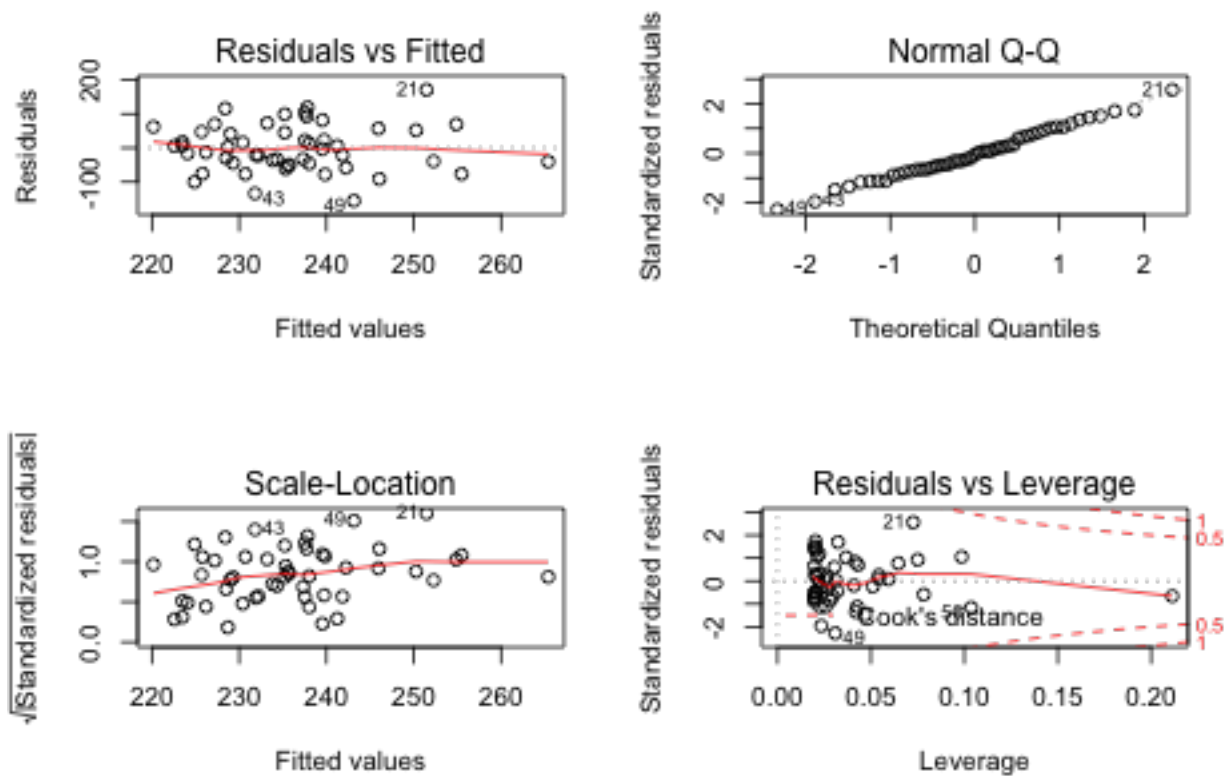 Residuals vs Fitted
Residuals
200
-100
21
43
49
220 230 240 250 260
Fitted values
Normal Q-Q
Standardized residuals
2
0
-2
21
49
43
-2 -1 0 1 2
Theoretical Quantiles
Scale-Location
√|Standardized residuals|
1.0
0.0
43
49
21
220 230 240 250 260
Fitted values
Residuals vs Leverage
Standardized residuals
2
0
-2
21
49
Cook's distance
1
0.5
0.5
1
0.00 0.05 0.10 0.15 0.20
Leverage